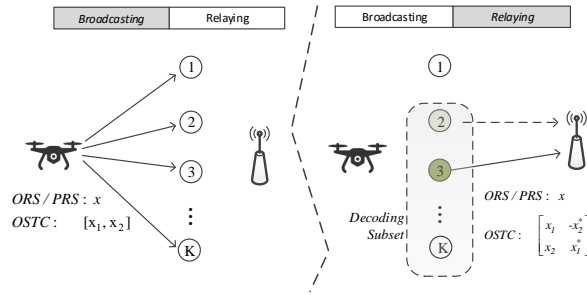 Broadcasting Relaying
1
2
3
⋮
K
ORS / PRS : x
OSTC : [x₁, x₂]
Broadcasting Relaying
1
2
3
⋮
K
Decoding
Subset
ORS / PRS : x
OSTC : [x₁ -x₂*
x₂ x₁*]